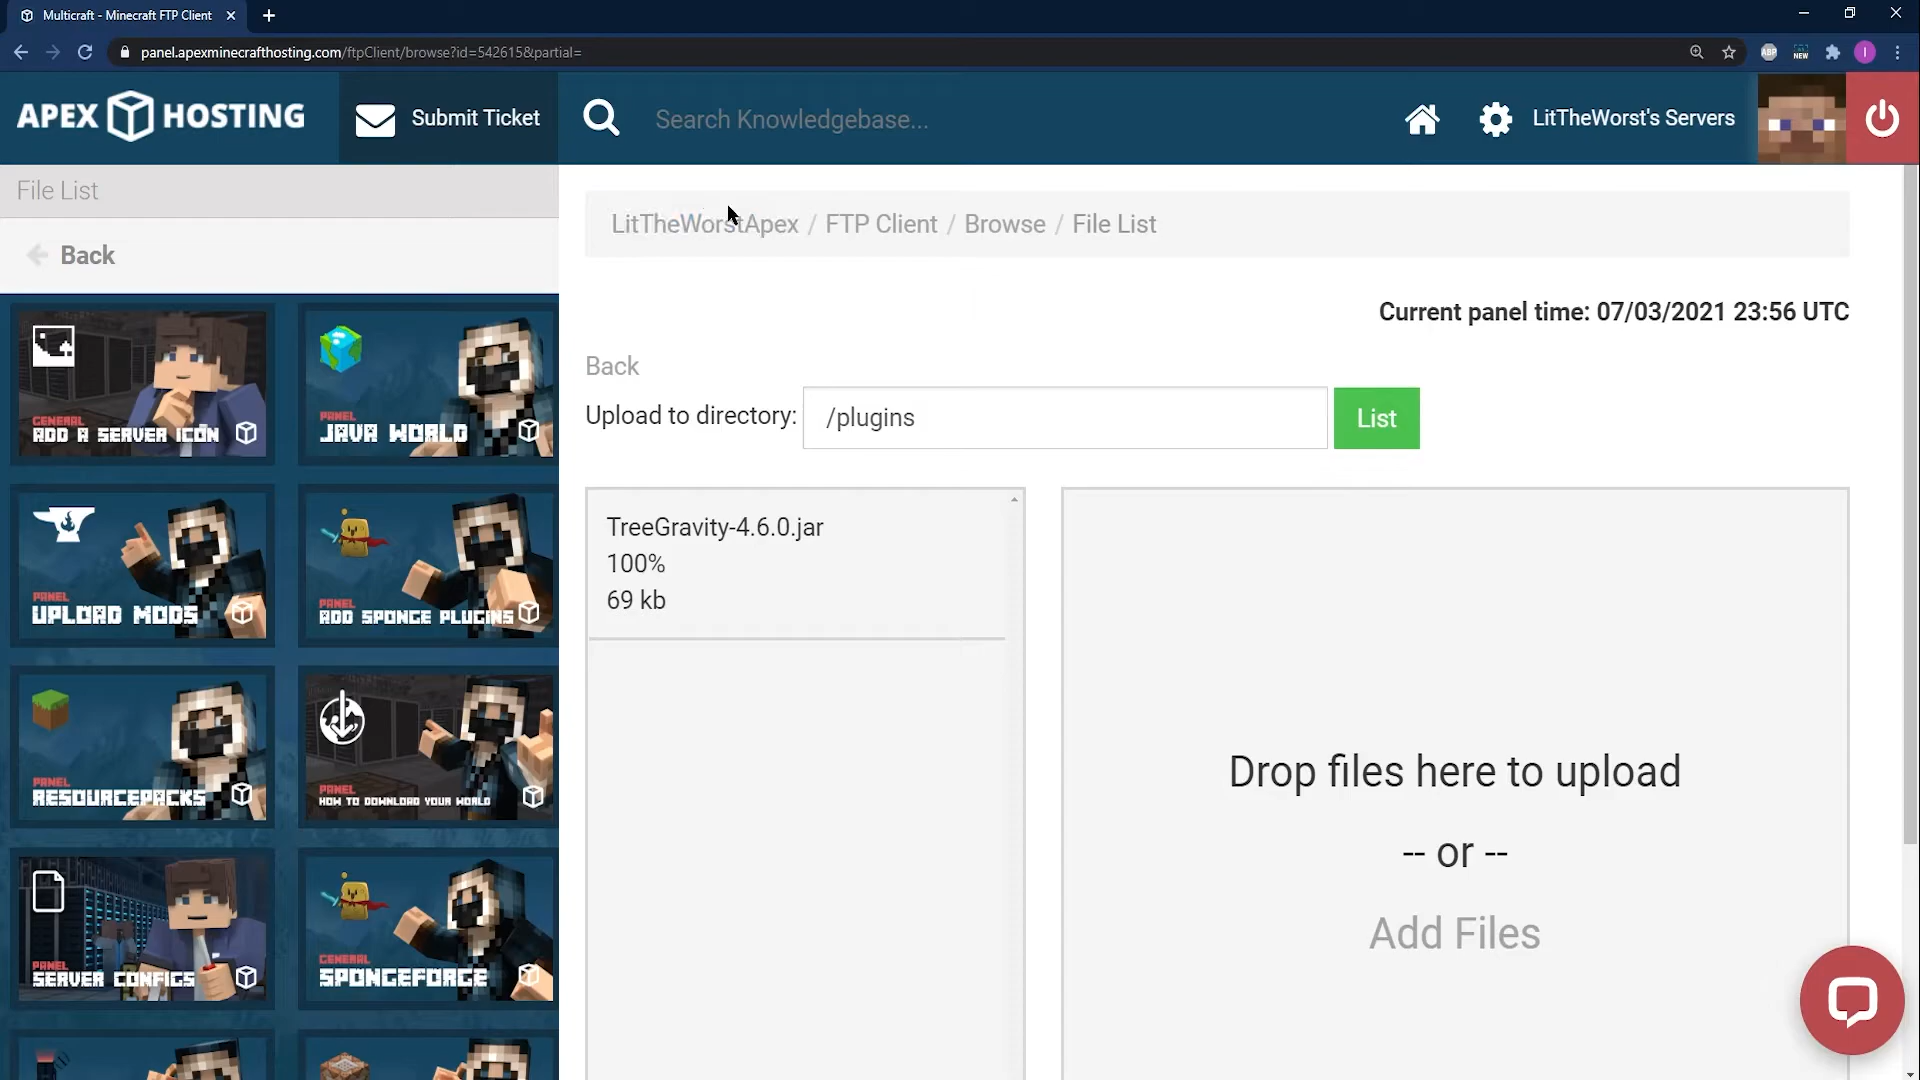 Multicraft - Minecraft FTP Client
panel.apexminecrafthosting.com/ftpClient/browse?id=542615&partial=
ABP
NEW
I
APEX HOSTING
Submit Ticket
Search Knowledgebase...
LitTheWorst's Servers
File List
Back
LitTheWorstApex / FTP Client / Browse / File List
Current panel time: 07/03/2021 23:56 UTC
Back
Upload to directory: /plugins List
GENERAL
ADD A SERVER ICON
PANEL
JAVA WORLD
PANEL
UPLOAD MODS
PANEL
ADD SPONGE PLUGINS
PANEL
RESOURCEPACKS
PANEL
HOW TO DOWNLOAD YOUR WORLD
PANEL
SERVER CONFIGS
GENERAL
SPONGEFORGE
TreeGravity-4.6.0.jar
100%
69 kb
Drop files here to upload
-- or --
Add Files